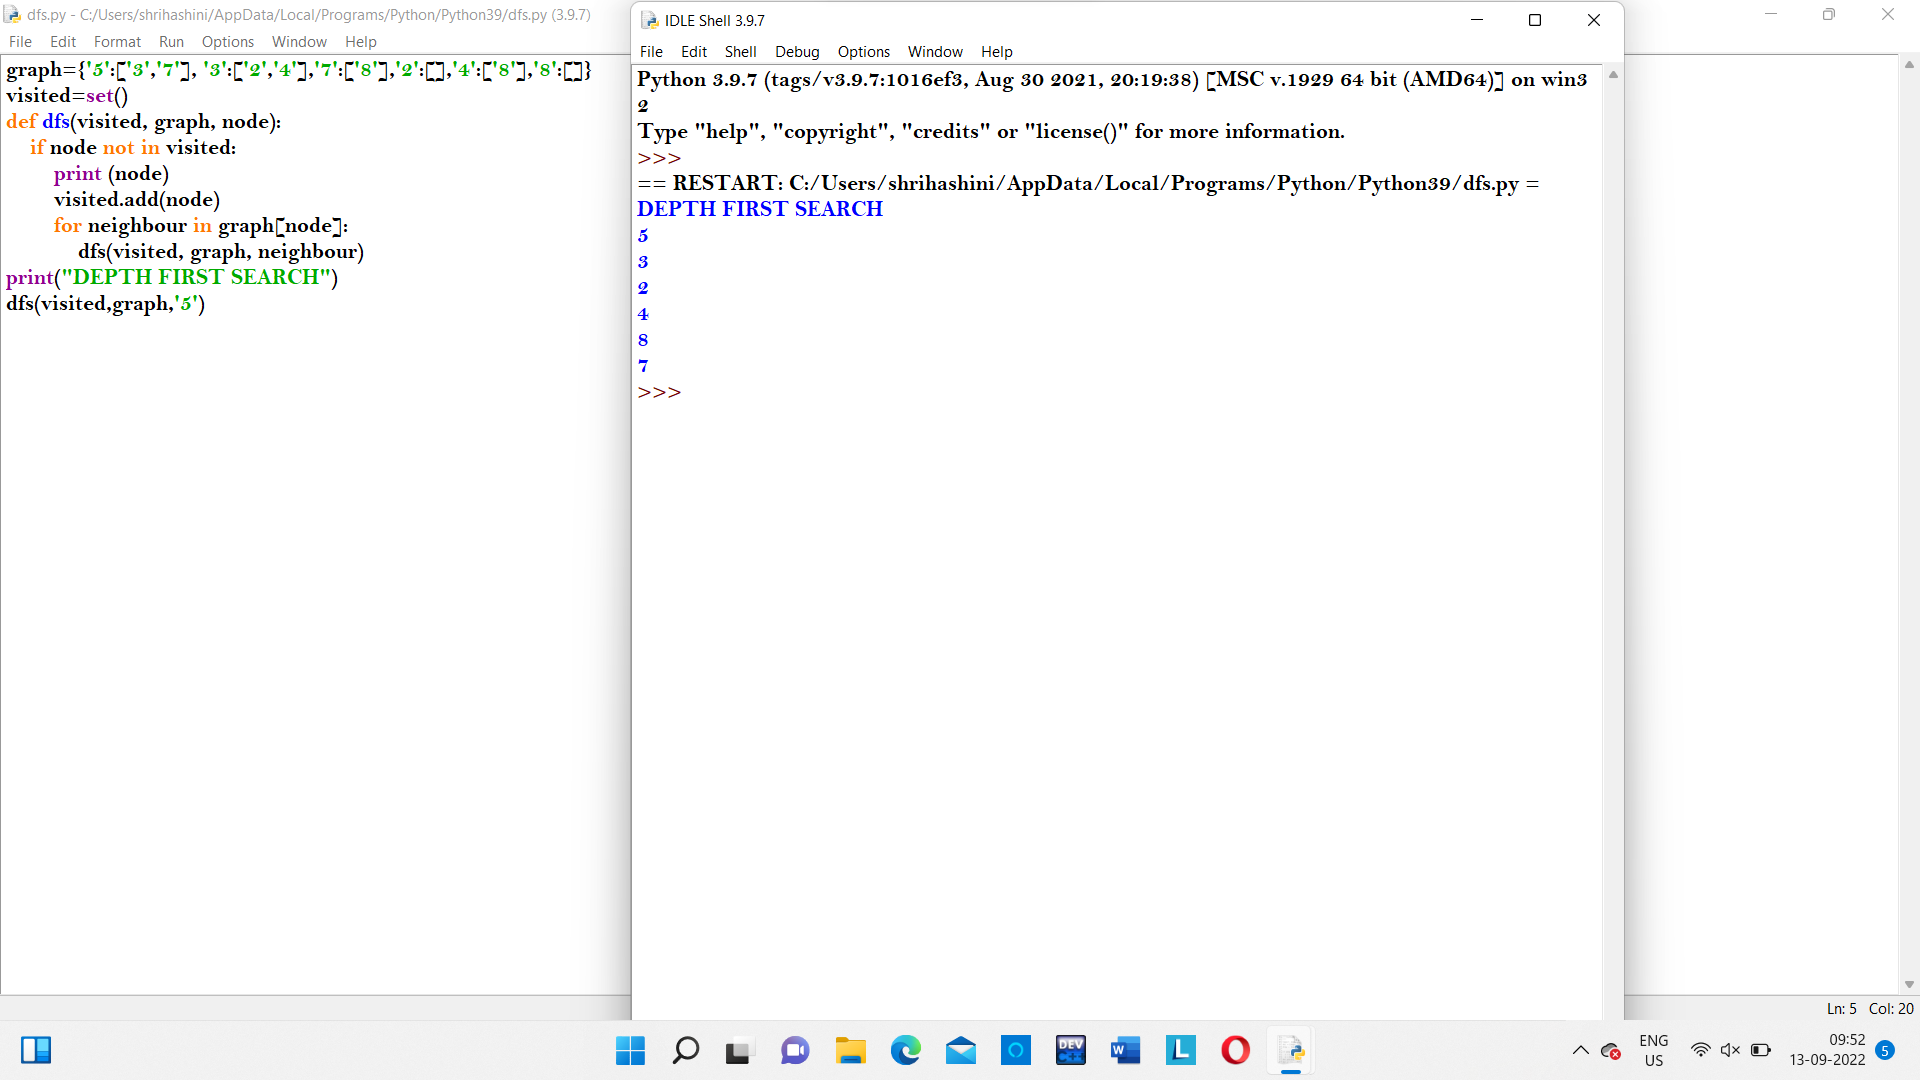 dfs.py - C:/Users/shrihashini/AppData/Local/Programs/Python/Python39/dfs.py (3.9.7)
File Edit Format Run Options Window Help
graph={'5':['3','7'], '3':['2','4'],'7':['8'],'2':[],'4':['8'],'8':[]}
visited=set()
def dfs(visited, graph, node):
    if node not in visited:
        print (node)
        visited.add(node)
        for neighbour in graph[node]:
            dfs(visited, graph, neighbour)
print("DEPTH FIRST SEARCH")
dfs(visited,graph,'5')
IDLE Shell 3.9.7
File Edit Shell Debug Options Window Help
Python 3.9.7 (tags/v3.9.7:1016ef3, Aug 30 2021, 20:19:38) [MSC v.1929 64 bit (AMD64)] on win3
2
Type "help", "copyright", "credits" or "license()" for more information.
>>>
== RESTART: C:/Users/shrihashini/AppData/Local/Programs/Python/Python39/dfs.py =
DEPTH FIRST SEARCH
5
3
2
4
8
7
>>>
Ln: 5 Col: 20
DEV
W
L
ENG
US
09:52
13-09-2022
5